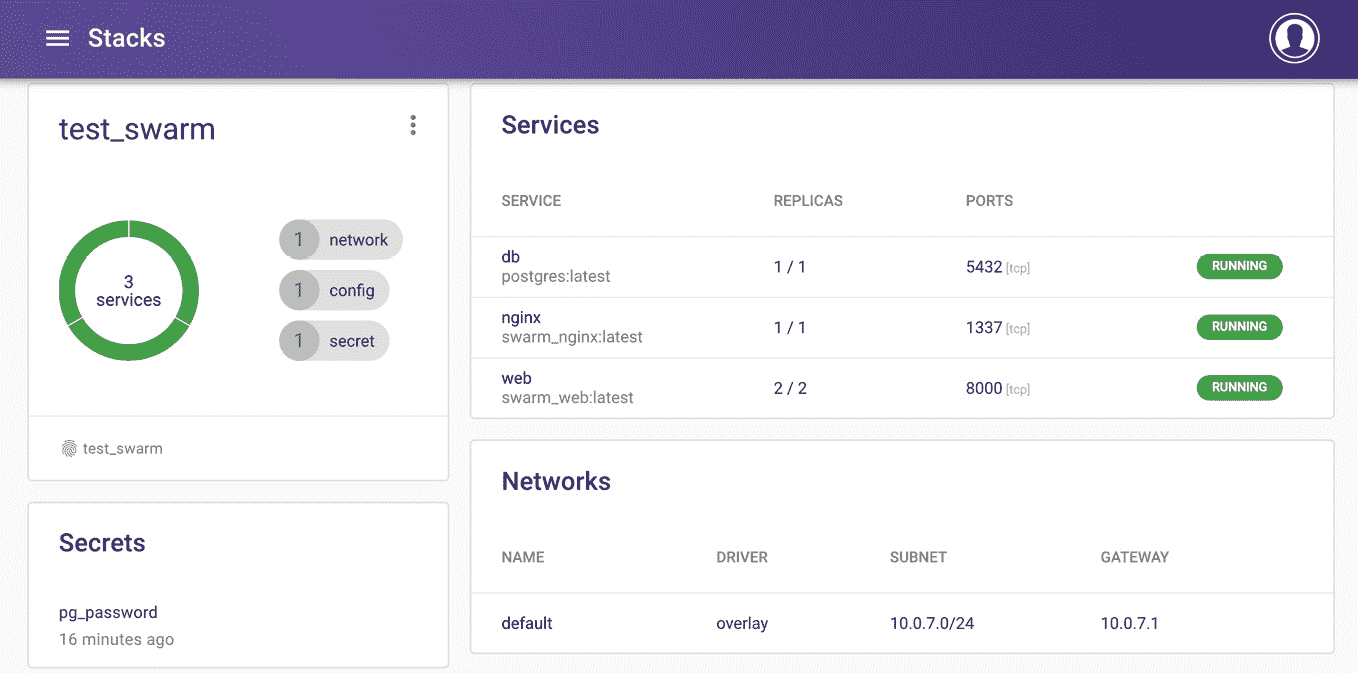 Stacks
test_swarm
3
services
1 network
1 config
1 secret
test_swarm
Secrets
pg_password
16 minutes ago
Services
SERVICE REPLICAS PORTS
db
postgres:latest
1 / 1 5432 [tcp] RUNNING
nginx
swarm_nginx:latest
1 / 1 1337 [tcp] RUNNING
web
swarm_web:latest
2 / 2 8000 [tcp] RUNNING
Networks
NAME DRIVER SUBNET GATEWAY
default overlay 10.0.7.0/24 10.0.7.1